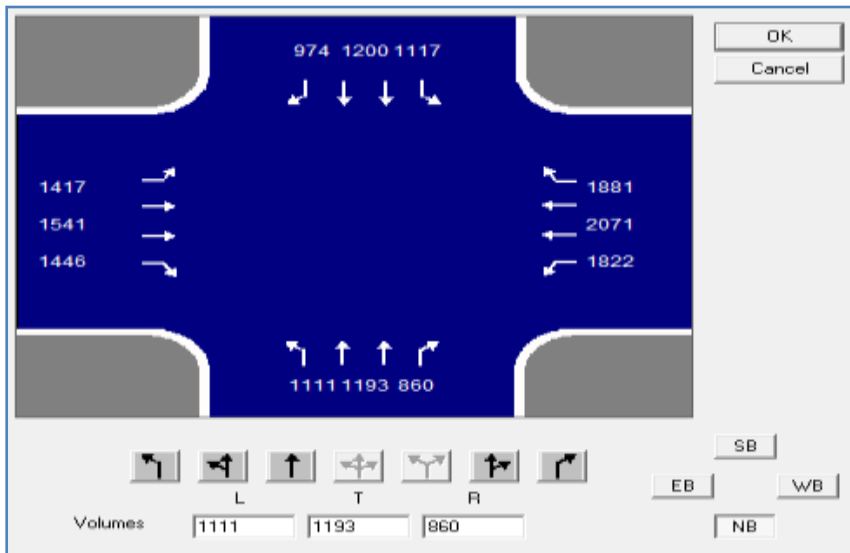 974 1200 1117
OK
Cancel
1417
1541
1446
1881
2071
1822
1111 1193 860
SB
EB WB
NB
L T R
Volumes 1111 1193 860